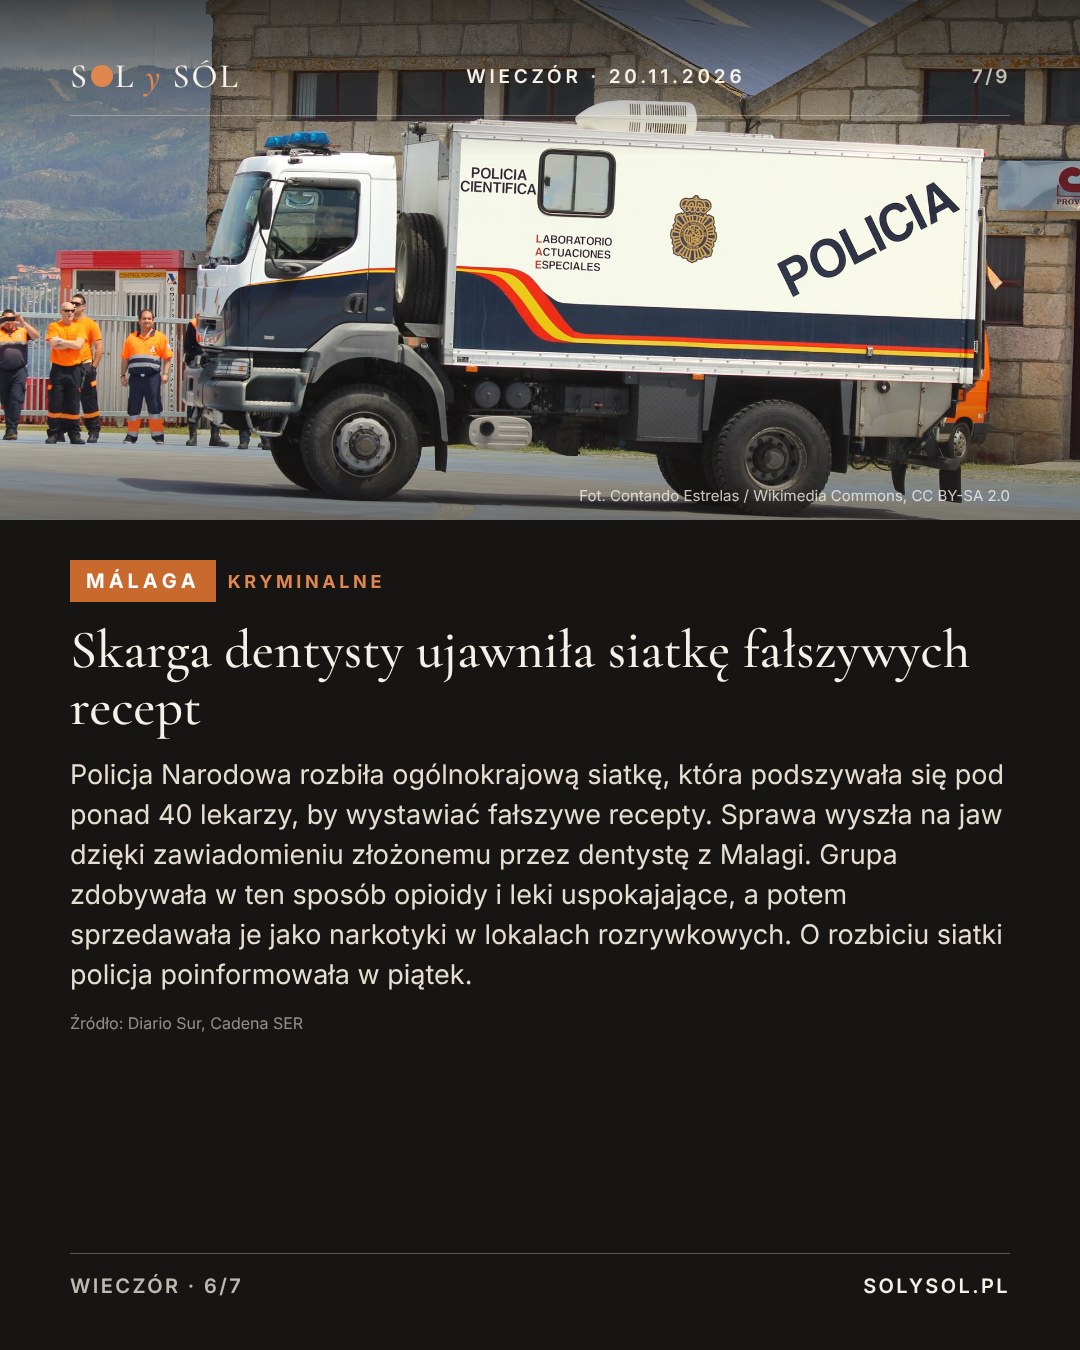 SOL y SÓL
WIECZÓR · 20.11.2026
7/9
POLICIA
CIENTIFICA
LABORATORIO
ACTUACIONES
ESPECIALES
POLICIA
CONTROL PORTUARIO
PROV
Fot. Contando Estrelas / Wikimedia Commons, CC BY-SA 2.0
MÁLAGA
KRYMINALNE
Skarga dentysty ujawniła siatkę fałszywych
recept
Policja Narodowa rozbiła ogólnokrajową siatkę, która podszywała się pod
ponad 40 lekarzy, by wystawiać fałszywe recepty. Sprawa wyszła na jaw
dzięki zawiadomieniu złożonemu przez dentystę z Malagi. Grupa
zdobywała w ten sposób opioidy i leki uspokajające, a potem
sprzedawała je jako narkotyki w lokalach rozrywkowych. O rozbiciu siatki
policja poinformowała w piątek.
Źródło: Diario Sur, Cadena SER
WIECZÓR · 6/7
SOLYSOL.PL